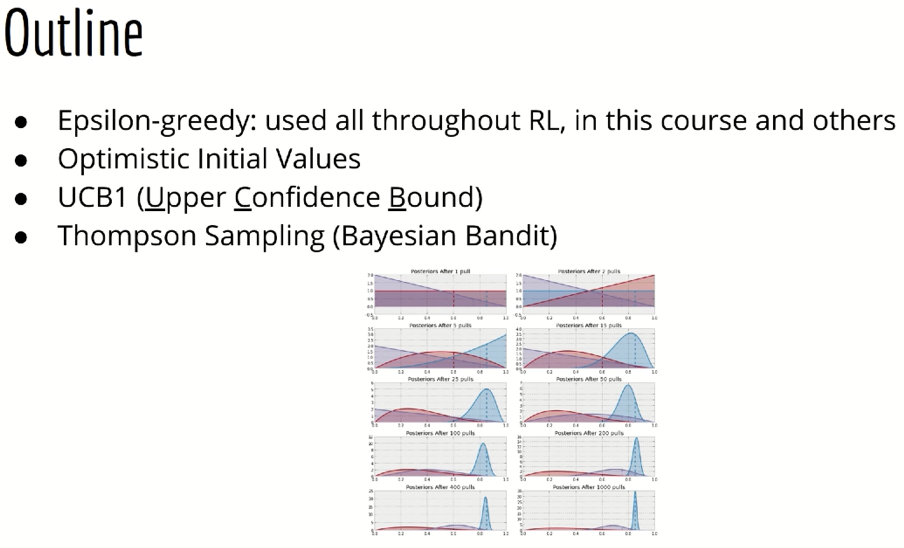 Outline
● Epsilon-greedy: used all throughout RL, in this course and others
● Optimistic Initial Values
● UCB1 (Upper Confidence Bound)
● Thompson Sampling (Bayesian Bandit)
Posteriors After 1 pull
Posteriors After 2 pulls
Posteriors After 5 pulls
Posteriors After 15 pulls
Posteriors After 25 pulls
Posteriors After 50 pulls
Posteriors After 100 pulls
Posteriors After 200 pulls
Posteriors After 400 pulls
Posteriors After 1000 pulls